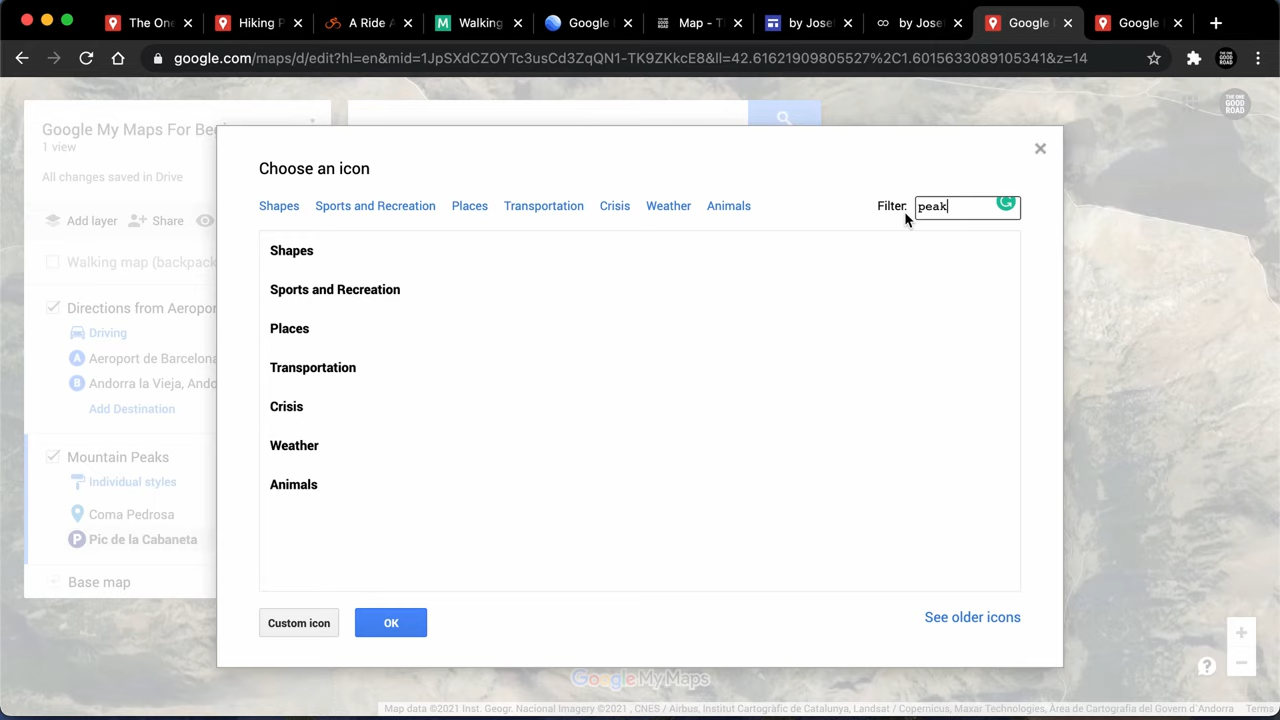 The One
Hiking P
A Ride A
Walking
Google
Map - T
by Josel
by Josel
Google
Google
google.com/maps/d/edit?hl=en&mid=1JpSXdCZOYTc3usCd3ZqQN1-TK9ZKkcE8&ll=42.61621909805527%2C1.6015633089105341&z=14
THE ONE GOOD ROAD
Google My Maps For Be
1 view
All changes saved in Drive
Add layer
Share
Walking map (backpack
Directions from Aeropor
Driving
A Aeroport de Barcelona
B Andorra la Vieja, Ando
Add Destination
Mountain Peaks
Individual styles
Coma Pedrosa
P Pic de la Cabaneta
Base map
Choose an icon
Shapes Sports and Recreation Places Transportation Crisis Weather Animals Filter: peak
Shapes
Sports and Recreation
Places
Transportation
Crisis
Weather
Animals
Custom icon
OK
See older icons
Google My Maps
Map data ©2021 Inst. Geogr. Nacional Imagery ©2021 , CNES / Airbus, Institut Cartogràfic de Catalunya, Landsat / Copernicus, Maxar Technologies, Àrea de Cartografia del Govern d'Andorra Terms